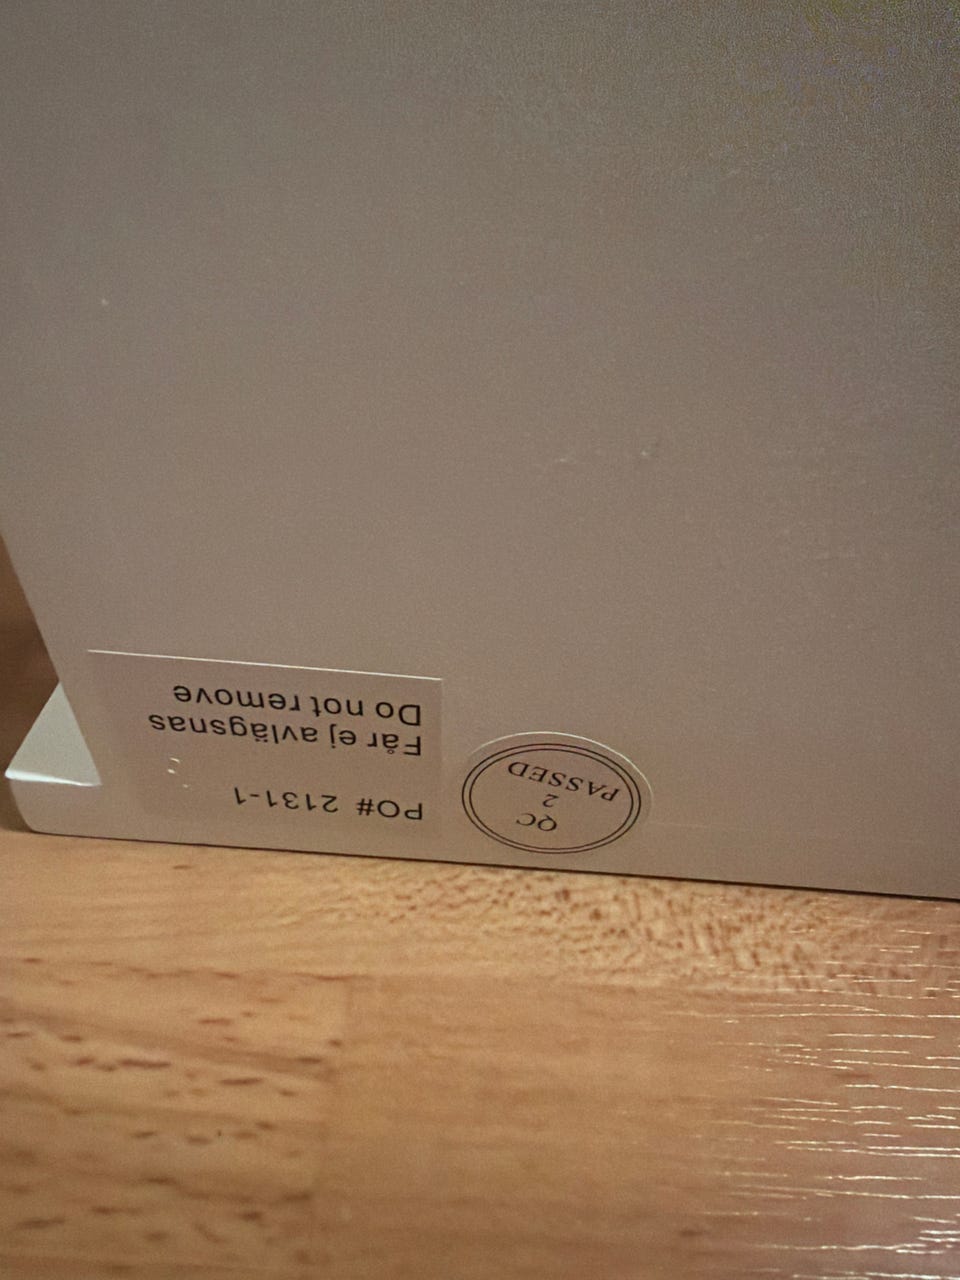 PO# 2131-1
Får ej avlägsnas
Do not remove
QC
2
PASSED